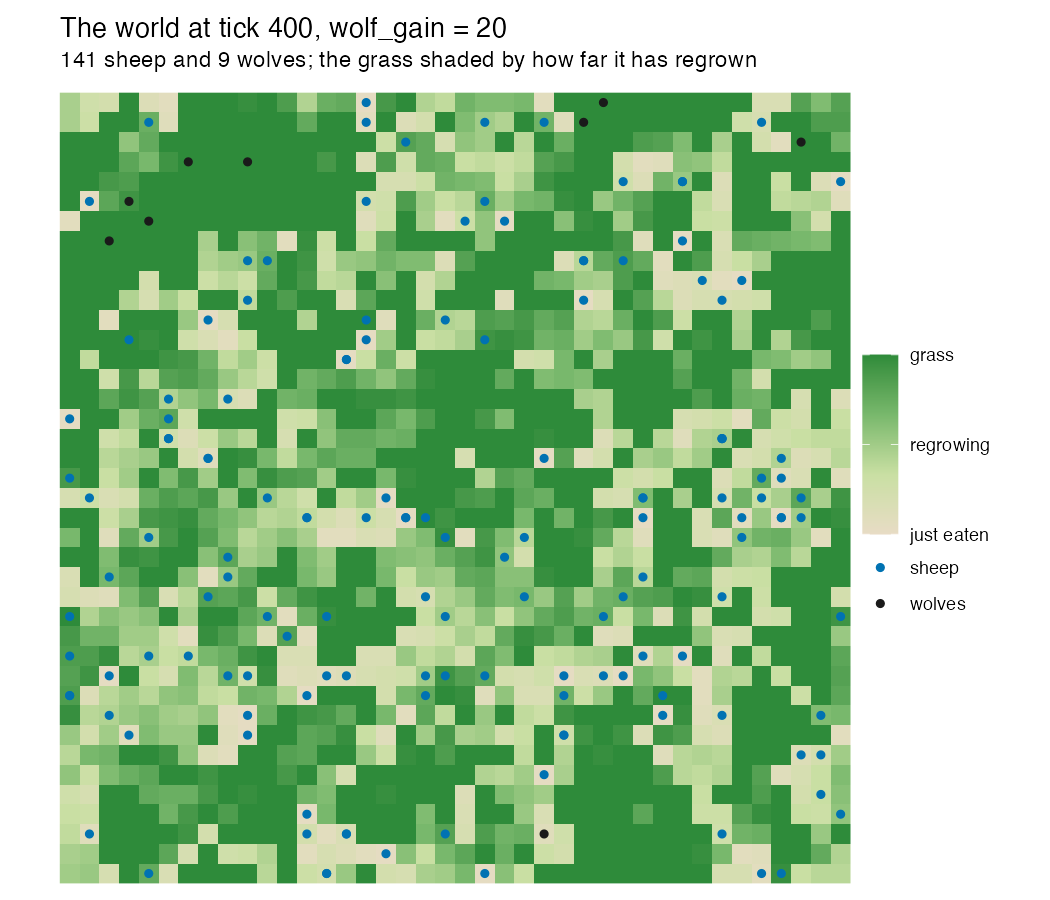 The world at tick 400, wolf_gain = 20
141 sheep and 9 wolves; the grass shaded by how far it has regrown
grass
regrowing
just eaten
sheep
wolves